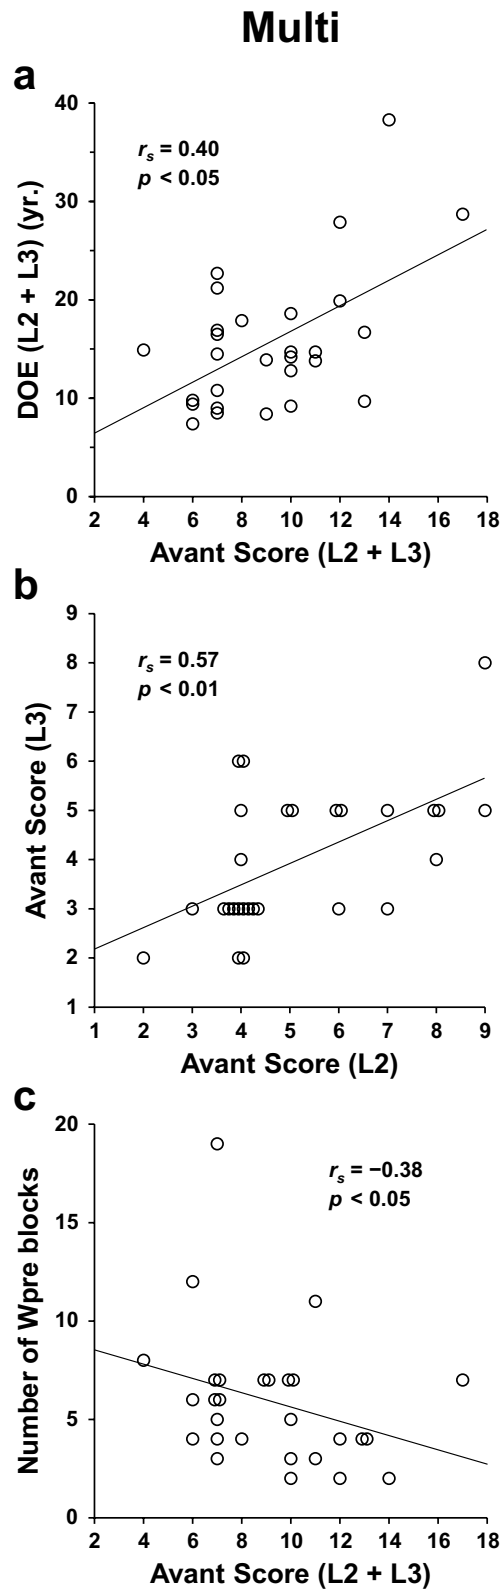 Multi
a
r_s = 0.40
p < 0.05
DOE (L2 + L3) (yr.)
40
30
20
10
0
2 4 6 8 10 12 14 16 18
Avant Score (L2 + L3)
b
r_s = 0.57
p < 0.01
Avant Score (L3)
9
8
7
6
5
4
3
2
1
1 2 3 4 5 6 7 8 9
Avant Score (L2)
c
r_s = −0.38
p < 0.05
Number of Wpre blocks
20
15
10
5
0
2 4 6 8 10 12 14 16 18
Avant Score (L2 + L3)